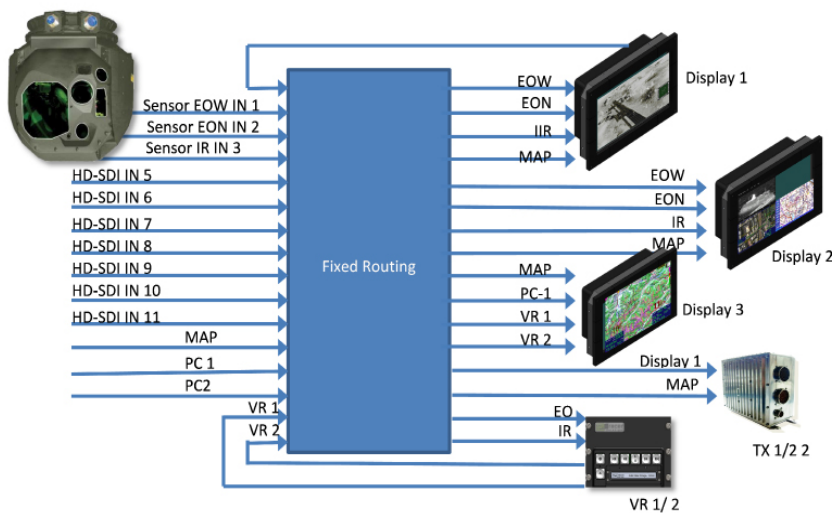 Sensor EOW IN 1
Sensor EON IN 2
Sensor IR IN 3
HD-SDI IN 5
HD-SDI IN 6
HD-SDI IN 7
HD-SDI IN 8
HD-SDI IN 9
HD-SDI IN 10
HD-SDI IN 11
MAP
PC 1
PC2
VR 1
VR 2
Fixed Routing
EOW
EON
IIR
MAP
Display 1
EOW
EON
IR
MAP
Display 2
MAP
PC-1
VR 1
VR 2
Display 3
Display 1
MAP
TX 1/2 2
EO
IR
VR 1/ 2